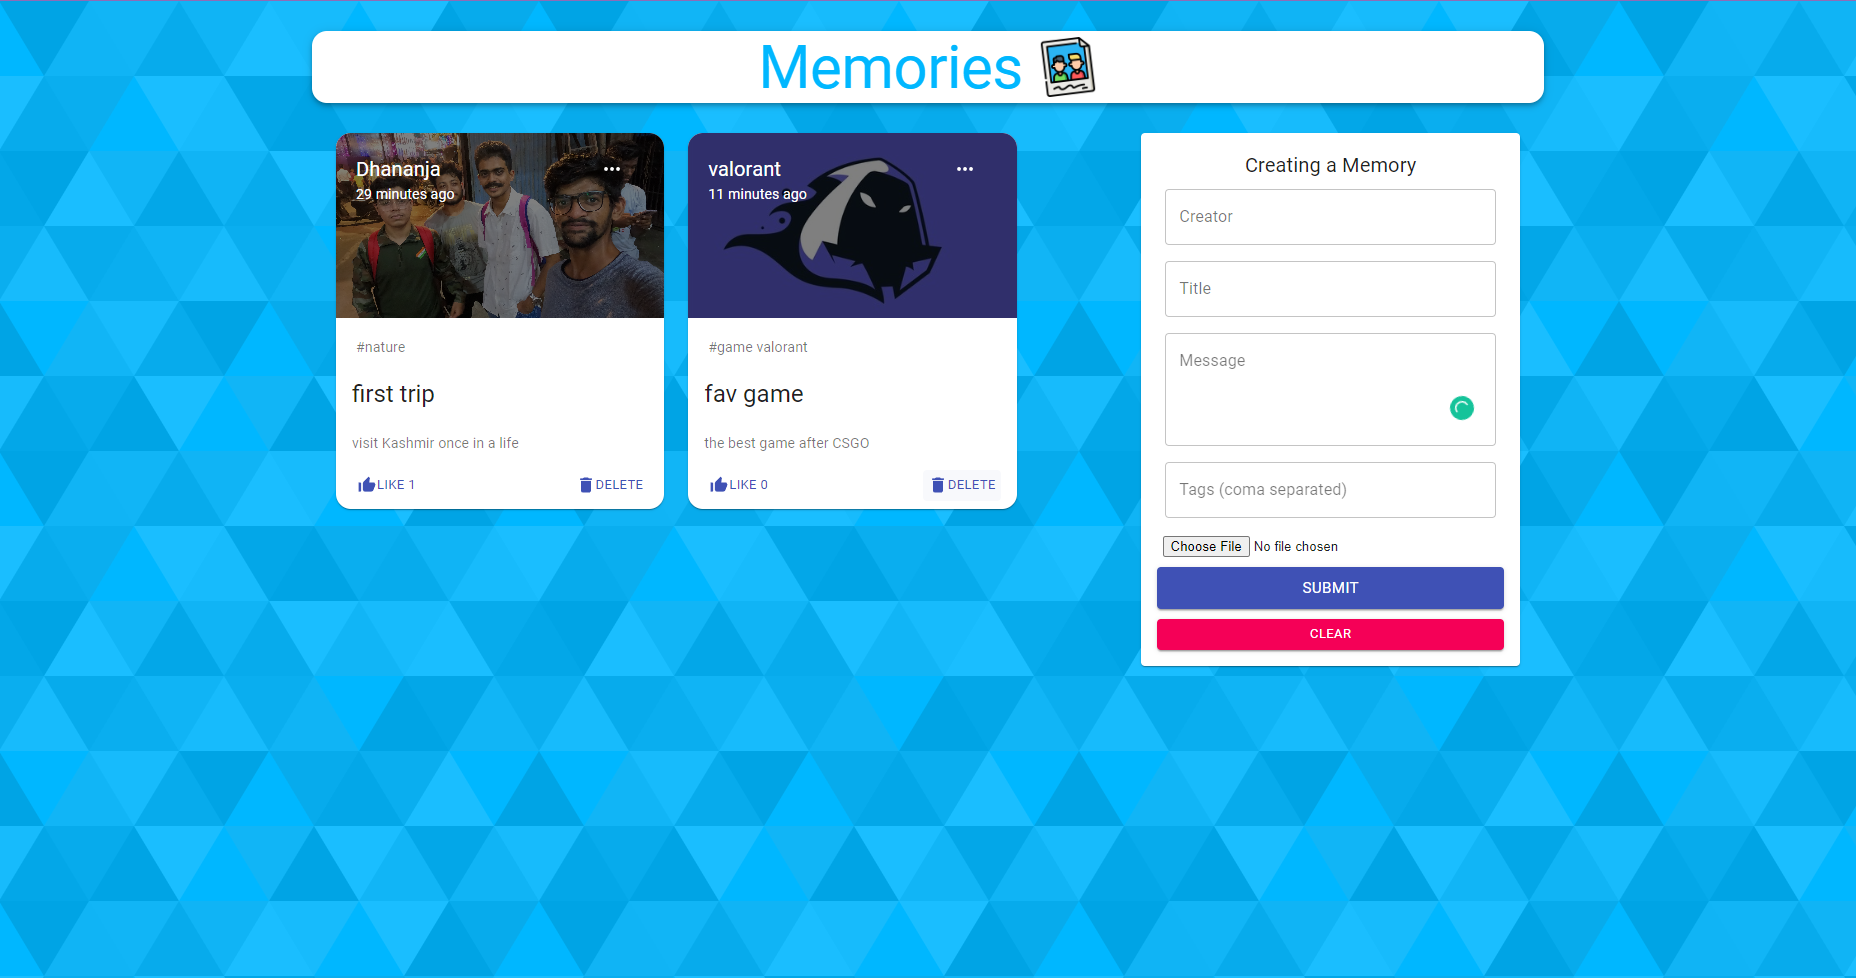 Memories
Dhananja
29 minutes ago
#nature
first trip
visit Kashmir once in a life
LIKE 1
DELETE
valorant
11 minutes ago
#game valorant
fav game
the best game after CSGO
LIKE 0
DELETE
Creating a Memory
Creator
Title
Message
Tags (coma separated)
Choose File No file chosen
SUBMIT
CLEAR